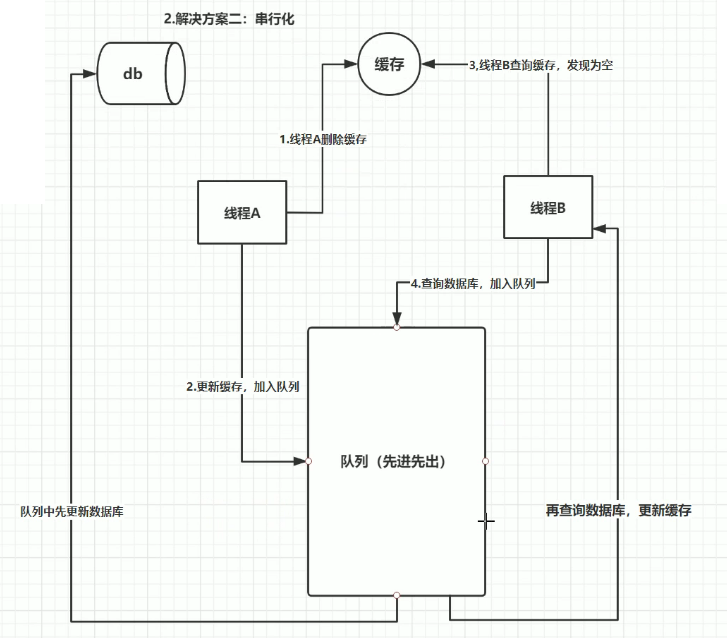 2.解决方案二：串行化
db
缓存
3,线程B查询缓存，发现为空
1.线程A删除缓存
线程A
线程B
4.查询数据库，加入队列
2.更新缓存，加入队列
队列（先进先出）
队列中先更新数据库
再查询数据库，更新缓存